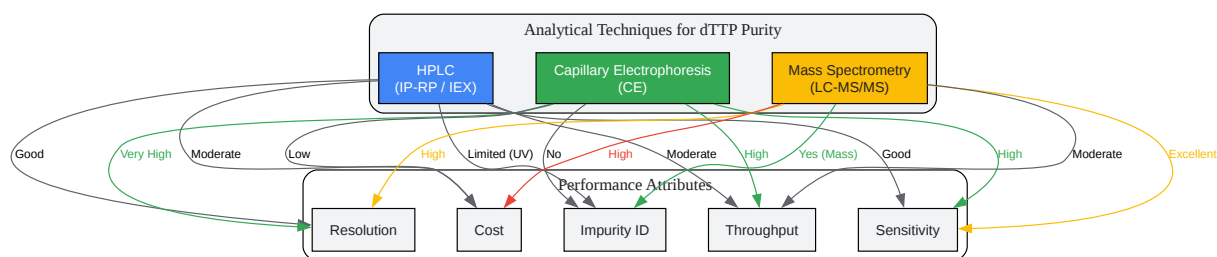 Analytical Techniques for dTTP Purity
HPLC
(IP-RP / IEX)
Capillary Electrophoresis
(CE)
Mass Spectrometry
(LC-MS/MS)
Good
Very High
Moderate
Low
High
Limited (UV)
No
High
Moderate
High
Yes (Mass)
Good
High
Moderate
Excellent
Performance Attributes
Resolution
Cost
Impurity ID
Throughput
Sensitivity